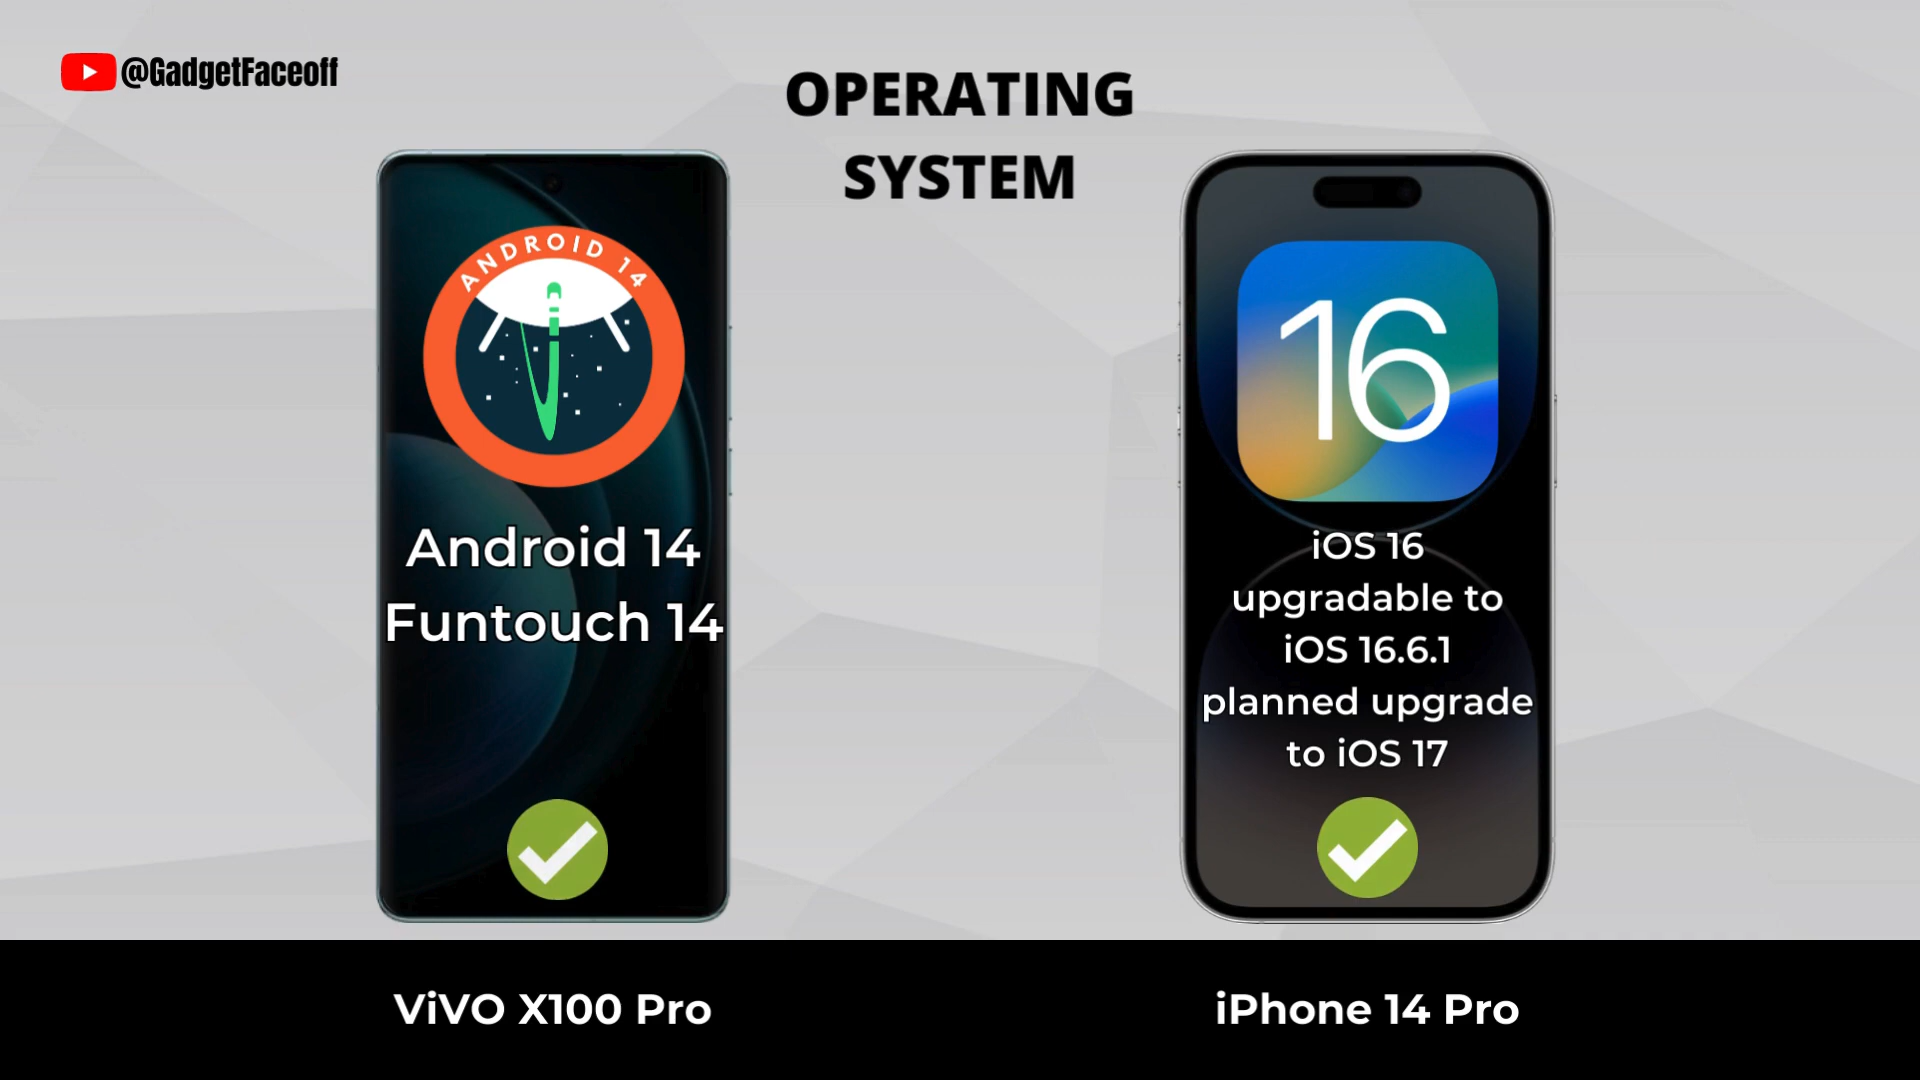 @GadgetFaceoff
OPERATING
SYSTEM
ANDROID 14
Android 14
Funtouch 14
16
iOS 16
upgradable to
iOS 16.6.1
planned upgrade
to iOS 17
ViVO X100 Pro
iPhone 14 Pro